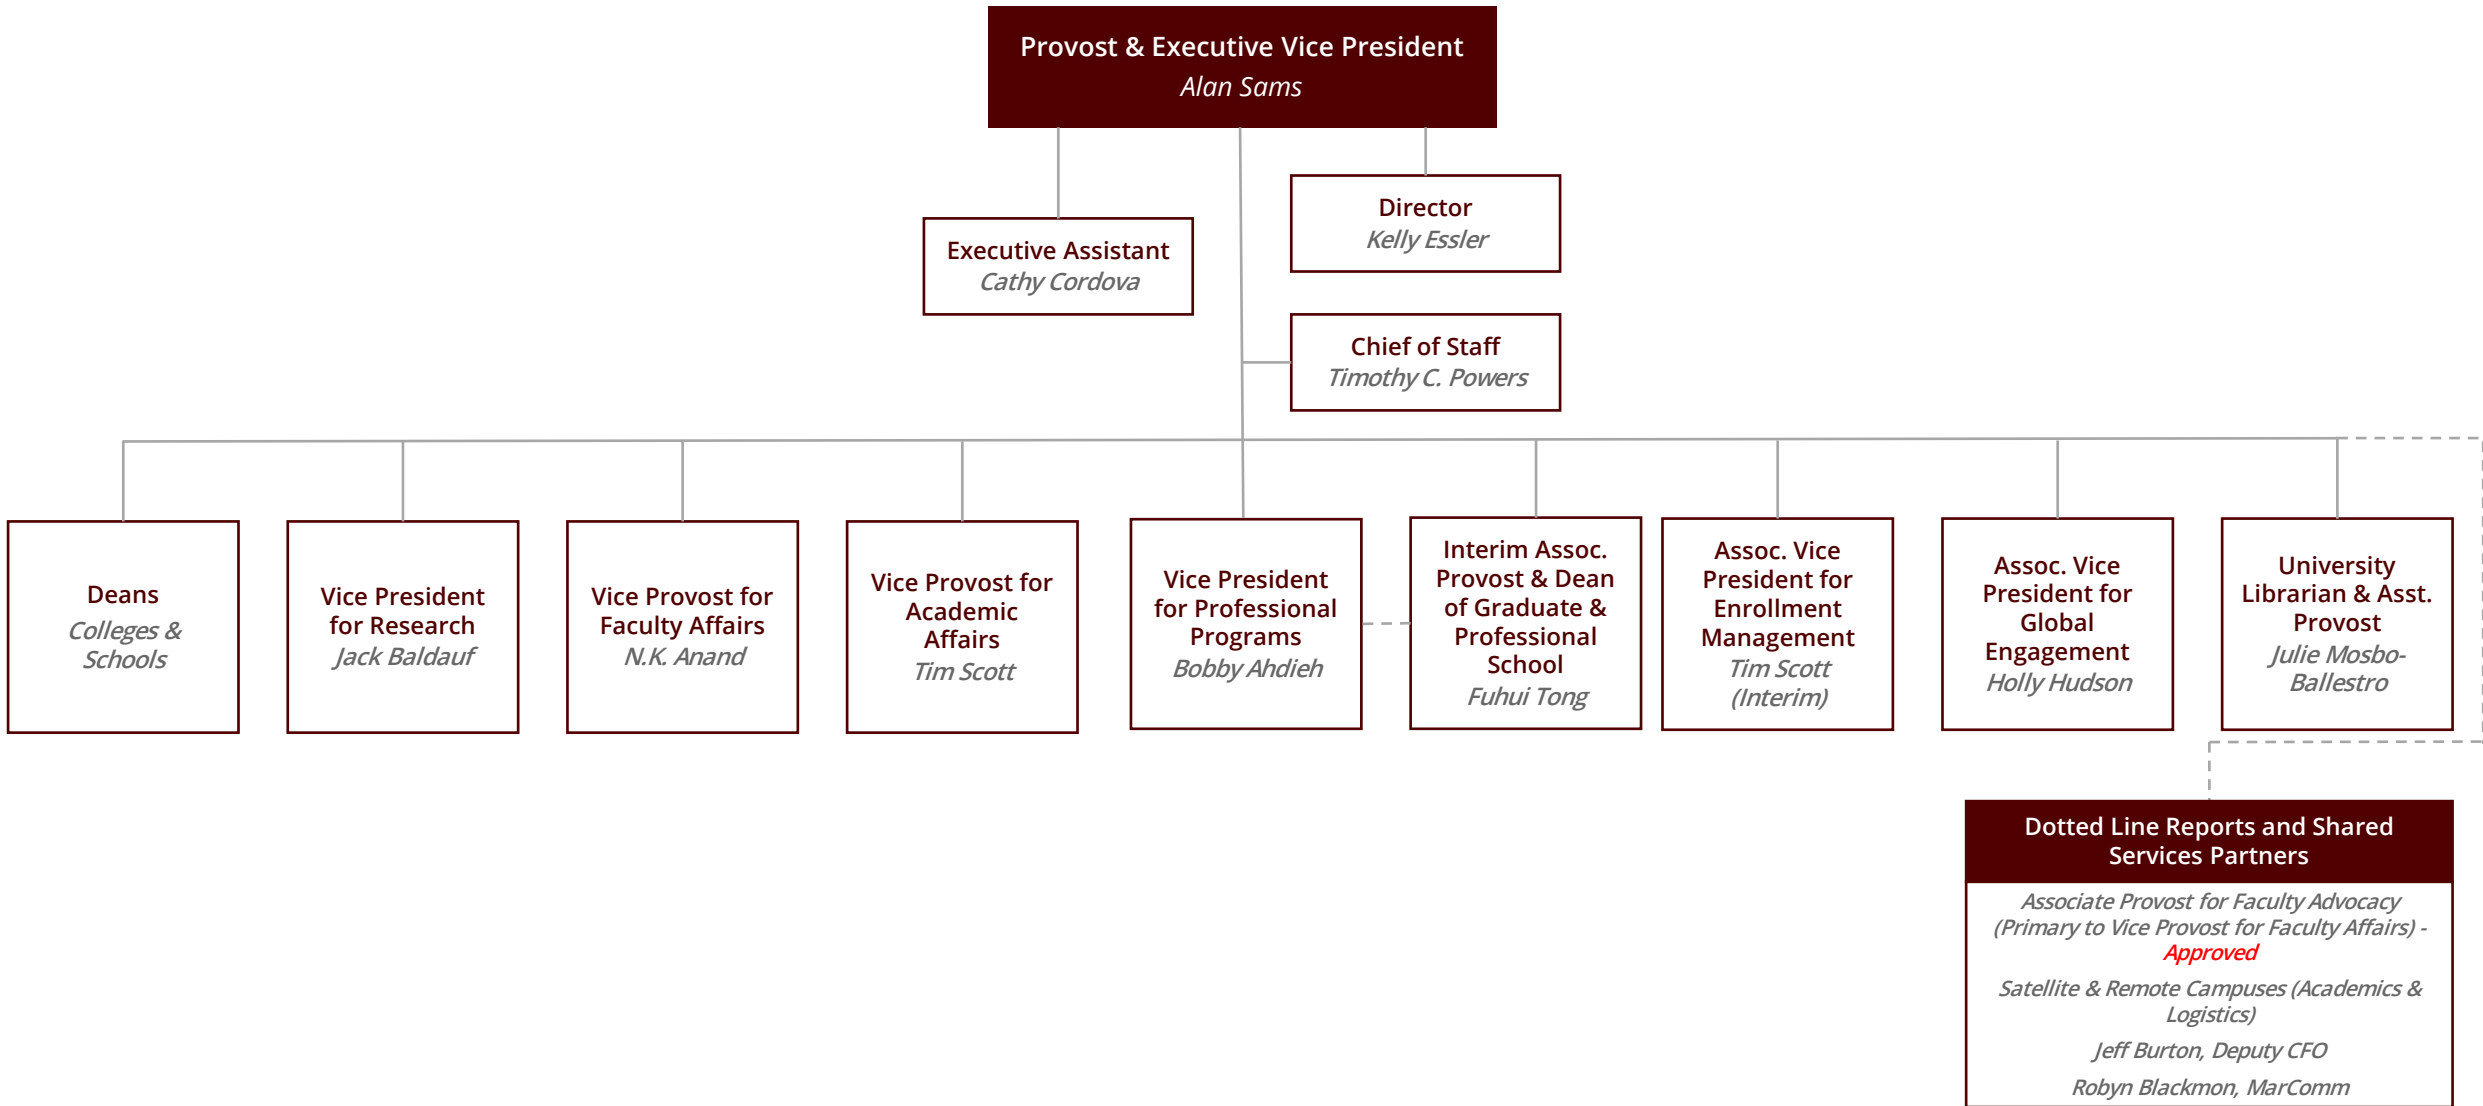 Provost & Executive Vice President
Alan Sams
Director
Kelly Essler
Executive Assistant
Cathy Cordova
Chief of Staff
Timothy C. Powers
Deans
Colleges &
Schools
Vice President
for Research
Jack Baldauf
Vice Provost for
Faculty Affairs
N.K. Anand
Vice Provost for
Academic
Affairs
Tim Scott
Vice President
for Professional
Programs
Bobby Ahdieh
Interim Assoc.
Provost & Dean
of Graduate &
Professional
School
Fuhui Tong
Assoc. Vice
President for
Enrollment
Management
Tim Scott
(Interim)
Assoc. Vice
President for
Global
Engagement
Holly Hudson
University
Librarian & Asst.
Provost
Julie Mosbo-
Ballestro
Dotted Line Reports and Shared
Services Partners
Associate Provost for Faculty Advocacy
(Primary to Vice Provost for Faculty Affairs) -
Approved
Satellite & Remote Campuses (Academics &
Logistics)
Jeff Burton, Deputy CFO
Robyn Blackmon, MarComm